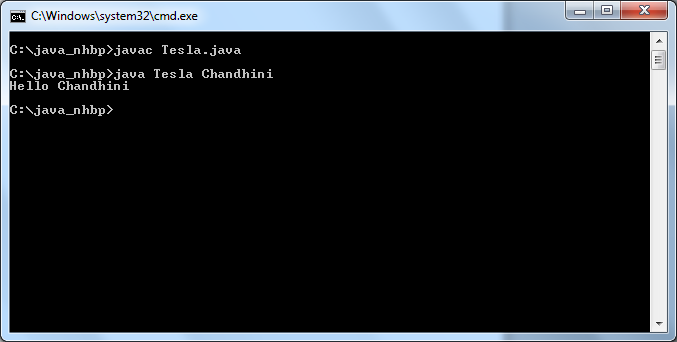 C:\Windows\system32\cmd.exe
C:\java_nhbp>javac Tesla.java
C:\java_nhbp>java Tesla Chandhini
Hello Chandhini
C:\java_nhbp>